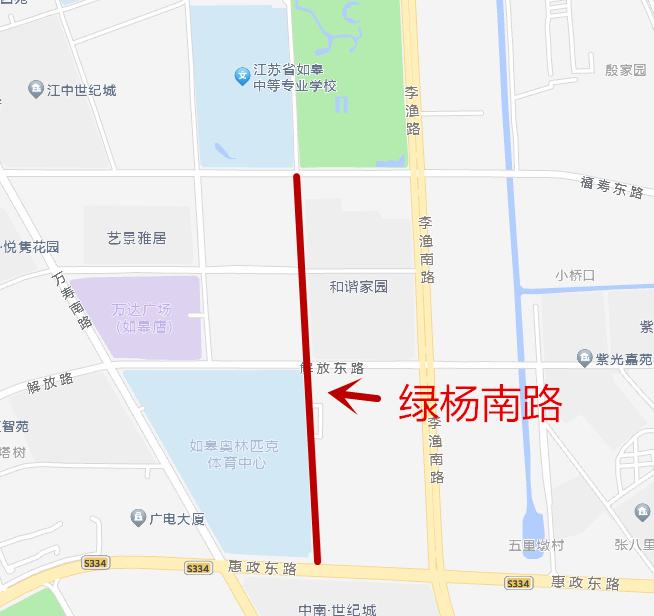 江苏省如皋
中等专业学校
殷家园
江中世纪城
李渔路
福寿东路
艺景雅居
悦隽花园
李渔南路
万寿南路
和谐家园
小桥口
万达广场
(如皋店)
紫
紫光嘉苑
解放东路
解放路
绿杨南路
智苑
塔树
如皋奥林匹克
体育中心
李渔南路
广电大厦
五里墩村
张八里
S334
S334
惠政东路
S334
惠政东路
中南·世纪城